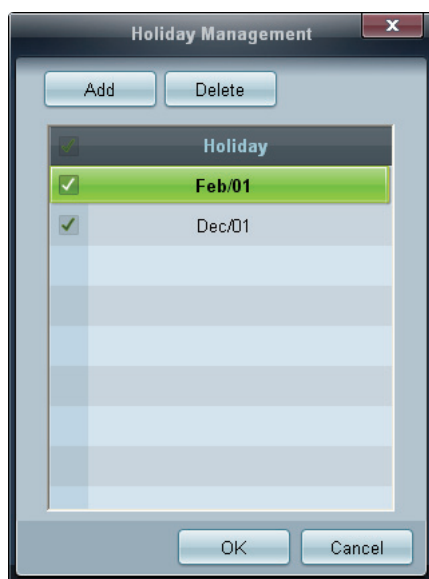 Holiday Management
x
Add Delete
Holiday
Feb/01
Dec/01
OK Cancel